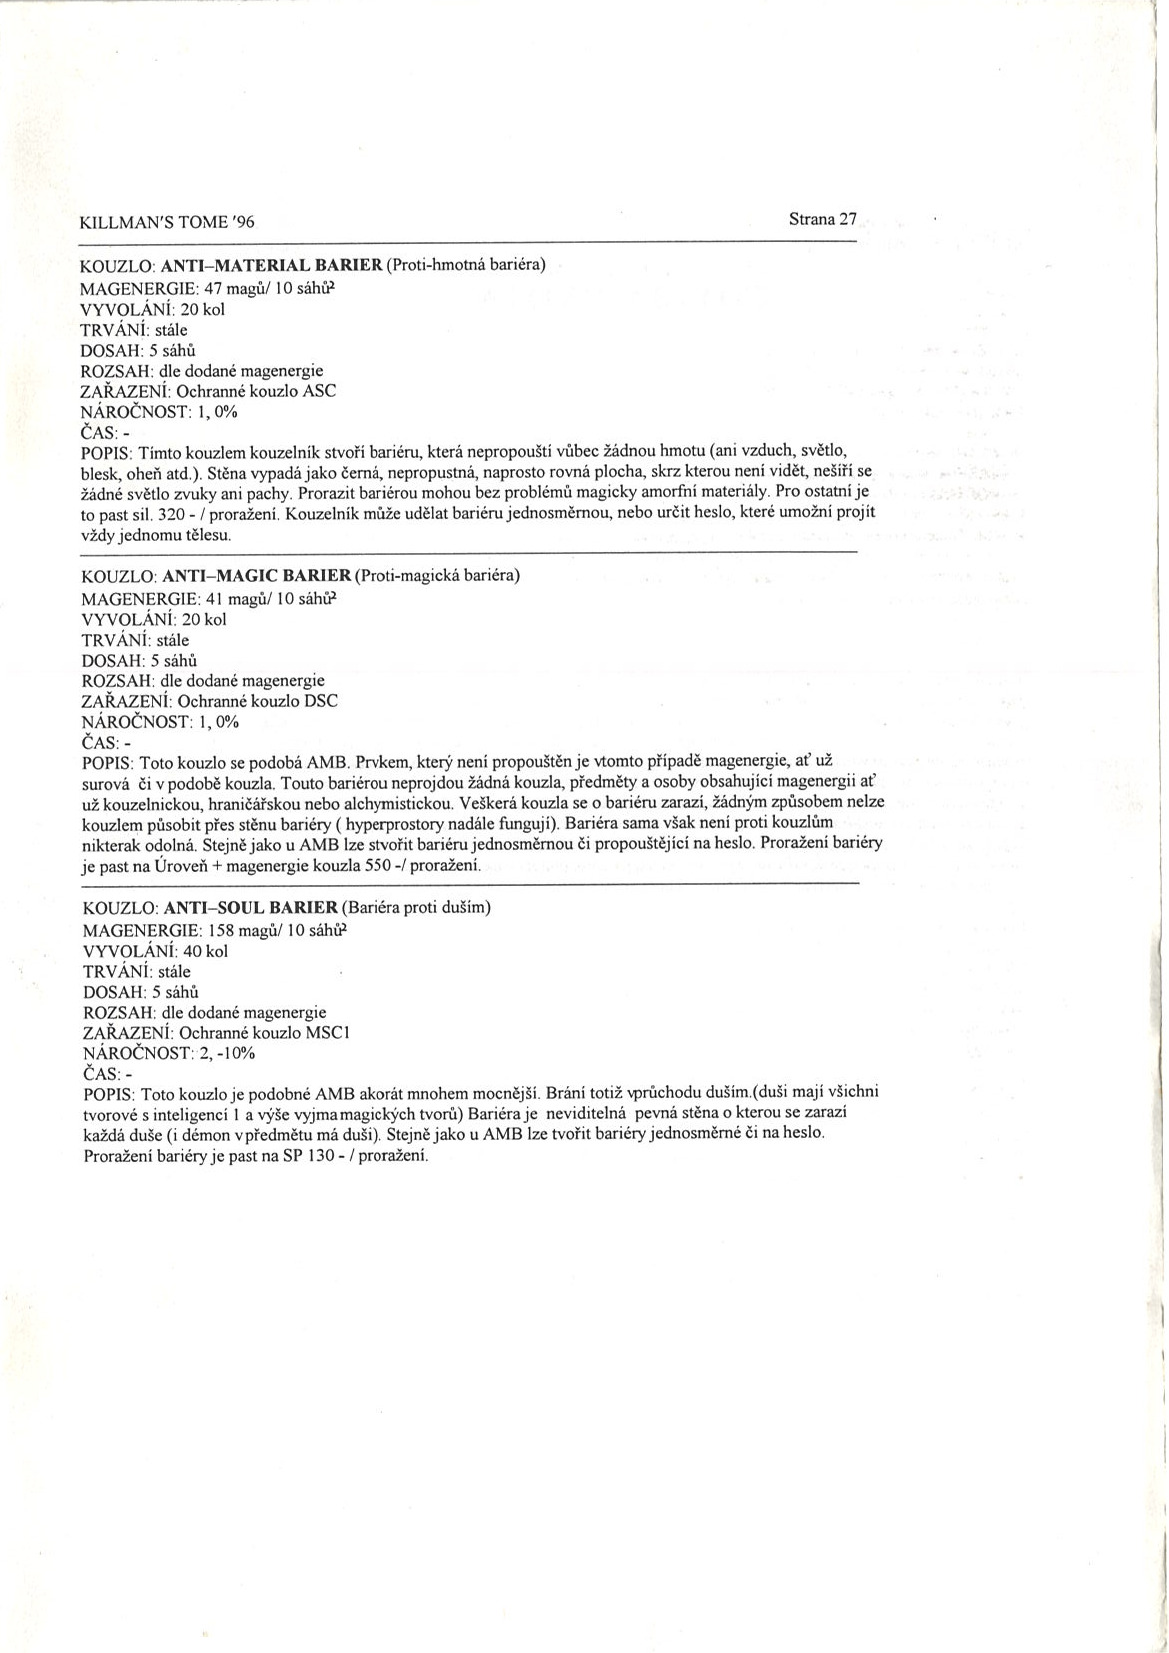 KILLMAN'S TOME '96 Strana 27
KOUZLO: ANTI–MATERIAL BARIER (Proti-hmotná bariéra)
MAGENERGIE: 47 magů/ 10 sáhů²
VYVOLÁNÍ: 20 kol
TRVÁNÍ: stále
DOSAH: 5 sáhů
ROZSAH: dle dodané magenergie
ZAŘAZENÍ: Ochranné kouzlo ASC
NÁROČNOST: 1, 0%
ČAS: -
POPIS: Tímto kouzlem kouzelník stvoří bariéru, která nepropouští vůbec žádnou hmotu (ani vzduch, světlo,
blesk, oheň atd.). Stěna vypadá jako černá, nepropustná, naprosto rovná plocha, skrz kterou není vidět, nešíří se
žádné světlo zvuky ani pachy. Prorazit bariérou mohou bez problémů magicky amorfní materiály. Pro ostatní je
to past sil. 320 - / proražení. Kouzelník může udělat bariéru jednosměrnou, nebo určit heslo, které umožní projít
vždy jednomu tělesu.
KOUZLO: ANTI–MAGIC BARIER (Proti-magická bariéra)
MAGENERGIE: 41 magů/ 10 sáhů²
VYVOLÁNÍ: 20 kol
TRVÁNÍ: stále
DOSAH: 5 sáhů
ROZSAH: dle dodané magenergie
ZAŘAZENÍ: Ochranné kouzlo DSC
NÁROČNOST: 1, 0%
ČAS: -
POPIS: Toto kouzlo se podobá AMB. Prvkem, který není propouštěn je vtomto případě magenergie, ať už
surová či v podobě kouzla. Touto bariérou neprojdou žádná kouzla, předměty a osoby obsahující magenergii ať
už kouzelnickou, hraničářskou nebo alchymistickou. Veškerá kouzla se o bariéru zarazí, žádným způsobem nelze
kouzlem působit přes stěnu bariéry ( hyperprostory nadále fungují). Bariéra sama však není proti kouzlům
nikterak odolná. Stejně jako u AMB lze stvořit bariéru jednosměrnou či propouštějící na heslo. Proražení bariéry
je past na Úroveň + magenergie kouzla 550 -/ proražení.
KOUZLO: ANTI–SOUL BARIER (Bariéra proti duším)
MAGENERGIE: 158 magů/ 10 sáhů²
VYVOLÁNÍ: 40 kol
TRVÁNÍ: stále
DOSAH: 5 sáhů
ROZSAH: dle dodané magenergie
ZAŘAZENÍ: Ochranné kouzlo MSC1
NÁROČNOST: 2, -10%
ČAS: -
POPIS: Toto kouzlo je podobné AMB akorát mnohem mocnější. Brání totiž vprůchodu duším.(duši mají všichni
tvorové s inteligencí 1 a výše vyjma magických tvorů) Bariéra je neviditelná pevná stěna o kterou se zarazí
každá duše (i démon v předmětu má duši). Stejně jako u AMB lze tvořit bariéry jednosměrné či na heslo.
Proražení bariéry je past na SP 130 - / proražení.